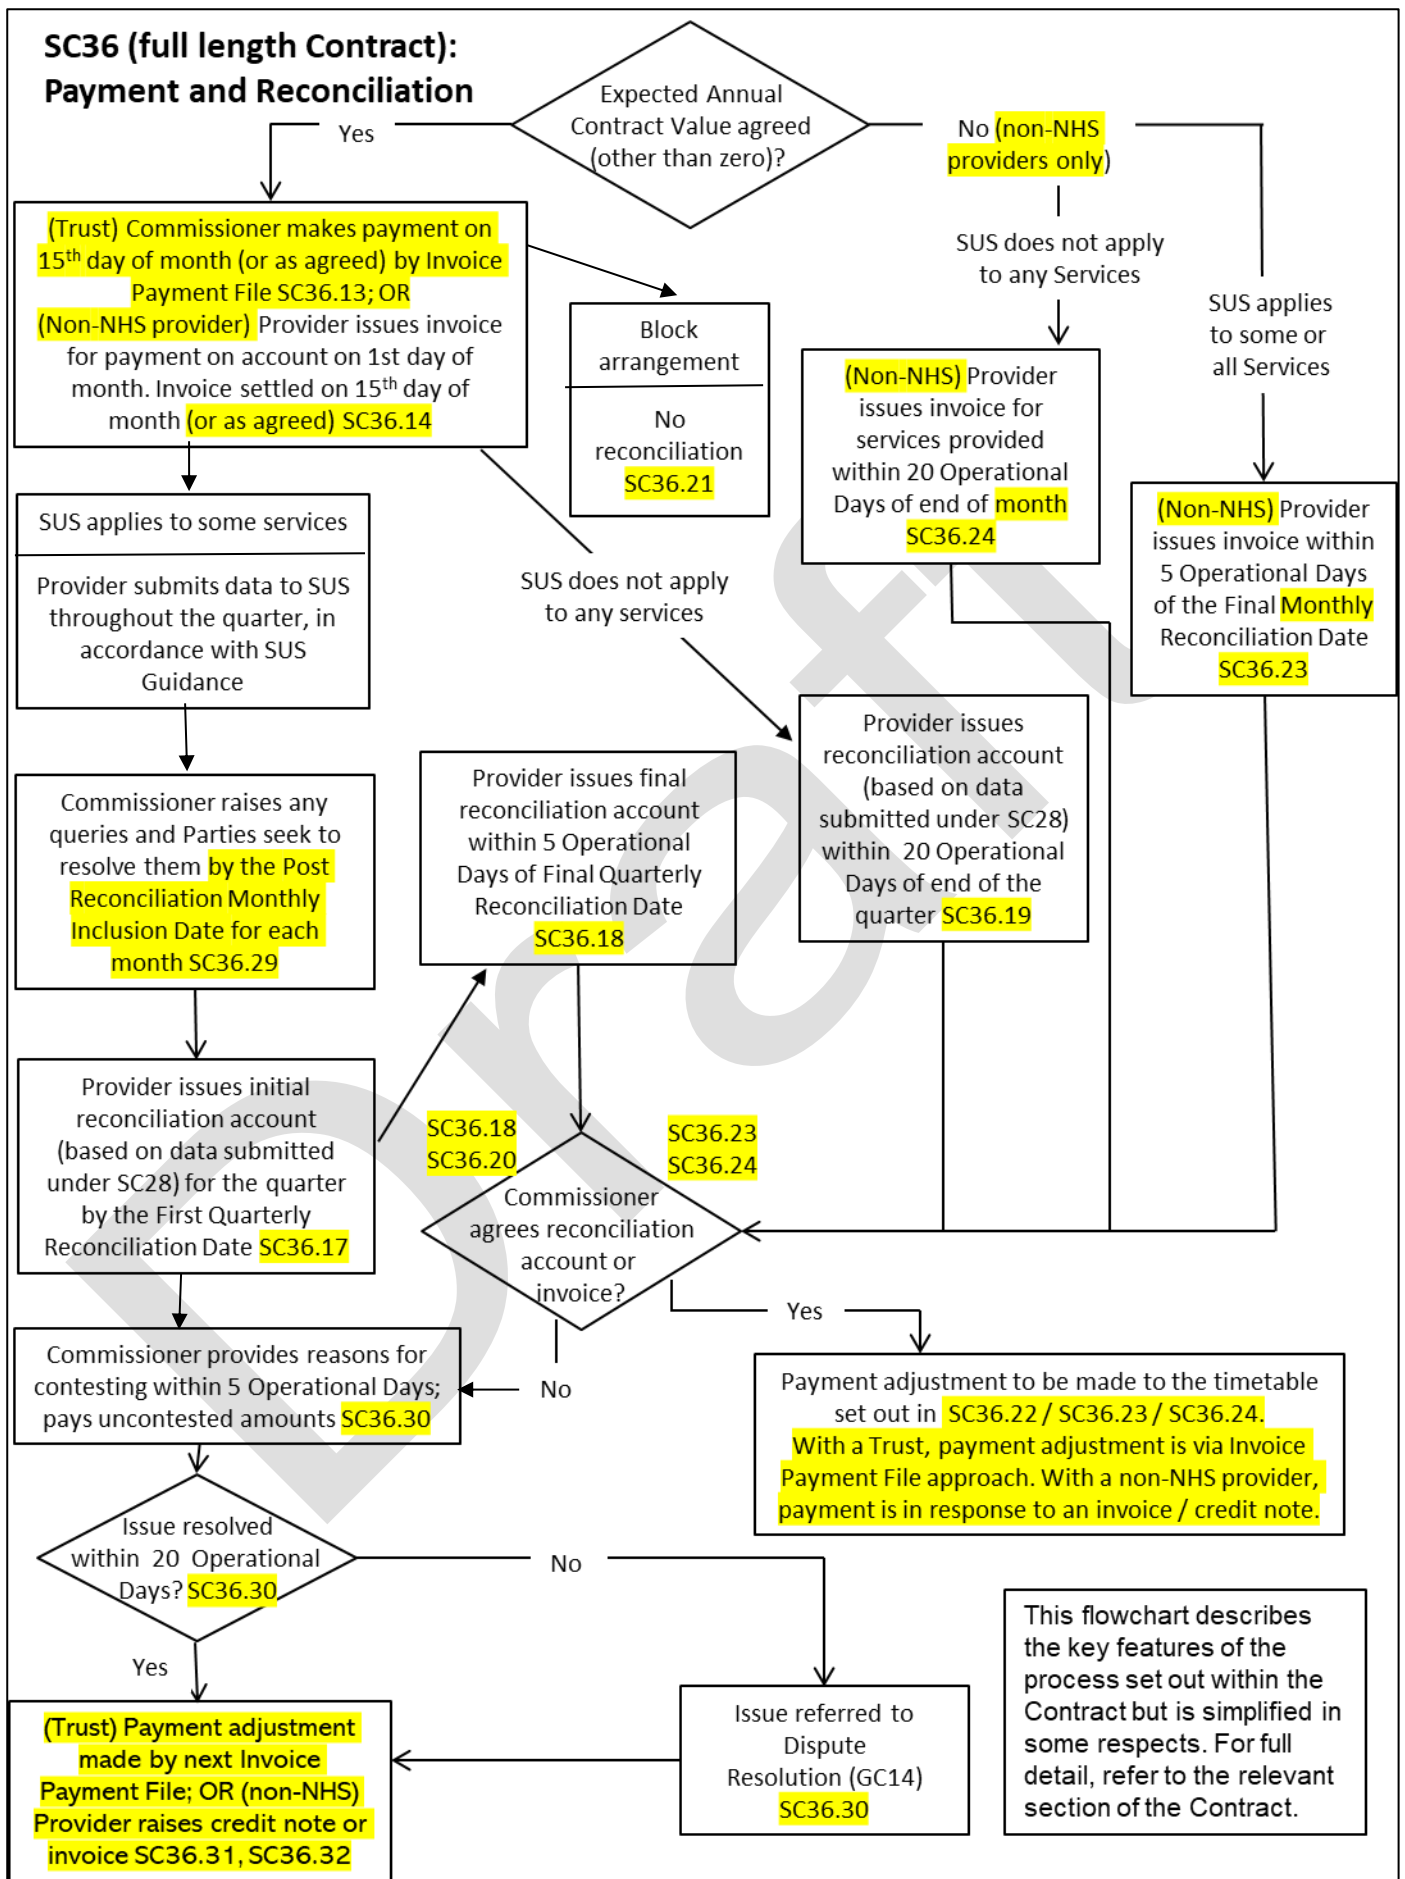 SC36 (full length Contract):
Payment and Reconciliation
Expected Annual
Contract Value agreed
(other than zero)?
Yes
No (non-NHS
providers only)
(Trust) Commissioner makes payment on
15th day of month (or as agreed) by Invoice
Payment File SC36.13; OR
(Non-NHS provider) Provider issues invoice
for payment on account on 1st day of
month. Invoice settled on 15th day of
month (or as agreed) SC36.14
SUS does not apply
to any Services
SUS applies
to some or
all Services
Block
arrangement
No
reconciliation
SC36.21
(Non-NHS) Provider
issues invoice for
services provided
within 20 Operational
Days of end of month
SC36.24
(Non-NHS) Provider
issues invoice within
5 Operational Days
of the Final Monthly
Reconciliation Date
SC36.23
SUS applies to some services
Provider submits data to SUS
throughout the quarter, in
accordance with SUS
Guidance
SUS does not apply
to any services
Commissioner raises any
queries and Parties seek to
resolve them by the Post
Reconciliation Monthly
Inclusion Date for each
month SC36.29
Provider issues final
reconciliation account
within 5 Operational
Days of Final Quarterly
Reconciliation Date
SC36.18
Provider issues
reconciliation account
(based on data
submitted under SC28)
within 20 Operational
Days of end of the
quarter SC36.19
Provider issues initial
reconciliation account
(based on data submitted
under SC28) for the quarter
by the First Quarterly
Reconciliation Date SC36.17
SC36.18
SC36.20
SC36.23
SC36.24
Commissioner
agrees reconciliation
account or
invoice?
Yes
No
Commissioner provides reasons for
contesting within 5 Operational Days;
pays uncontested amounts SC36.30
Payment adjustment to be made to the timetable
set out in SC36.22 / SC36.23 / SC36.24.
With a Trust, payment adjustment is via Invoice
Payment File approach. With a non-NHS provider,
payment is in response to an invoice / credit note.
Issue resolved
within 20 Operational
Days? SC36.30
No
Yes
Issue referred to
Dispute
Resolution (GC14)
SC36.30
(Trust) Payment adjustment
made by next Invoice
Payment File; OR (non-NHS)
Provider raises credit note or
invoice SC36.31, SC36.32
This flowchart describes
the key features of the
process set out within the
Contract but is simplified in
some respects. For full
detail, refer to the relevant
section of the Contract.
Draft